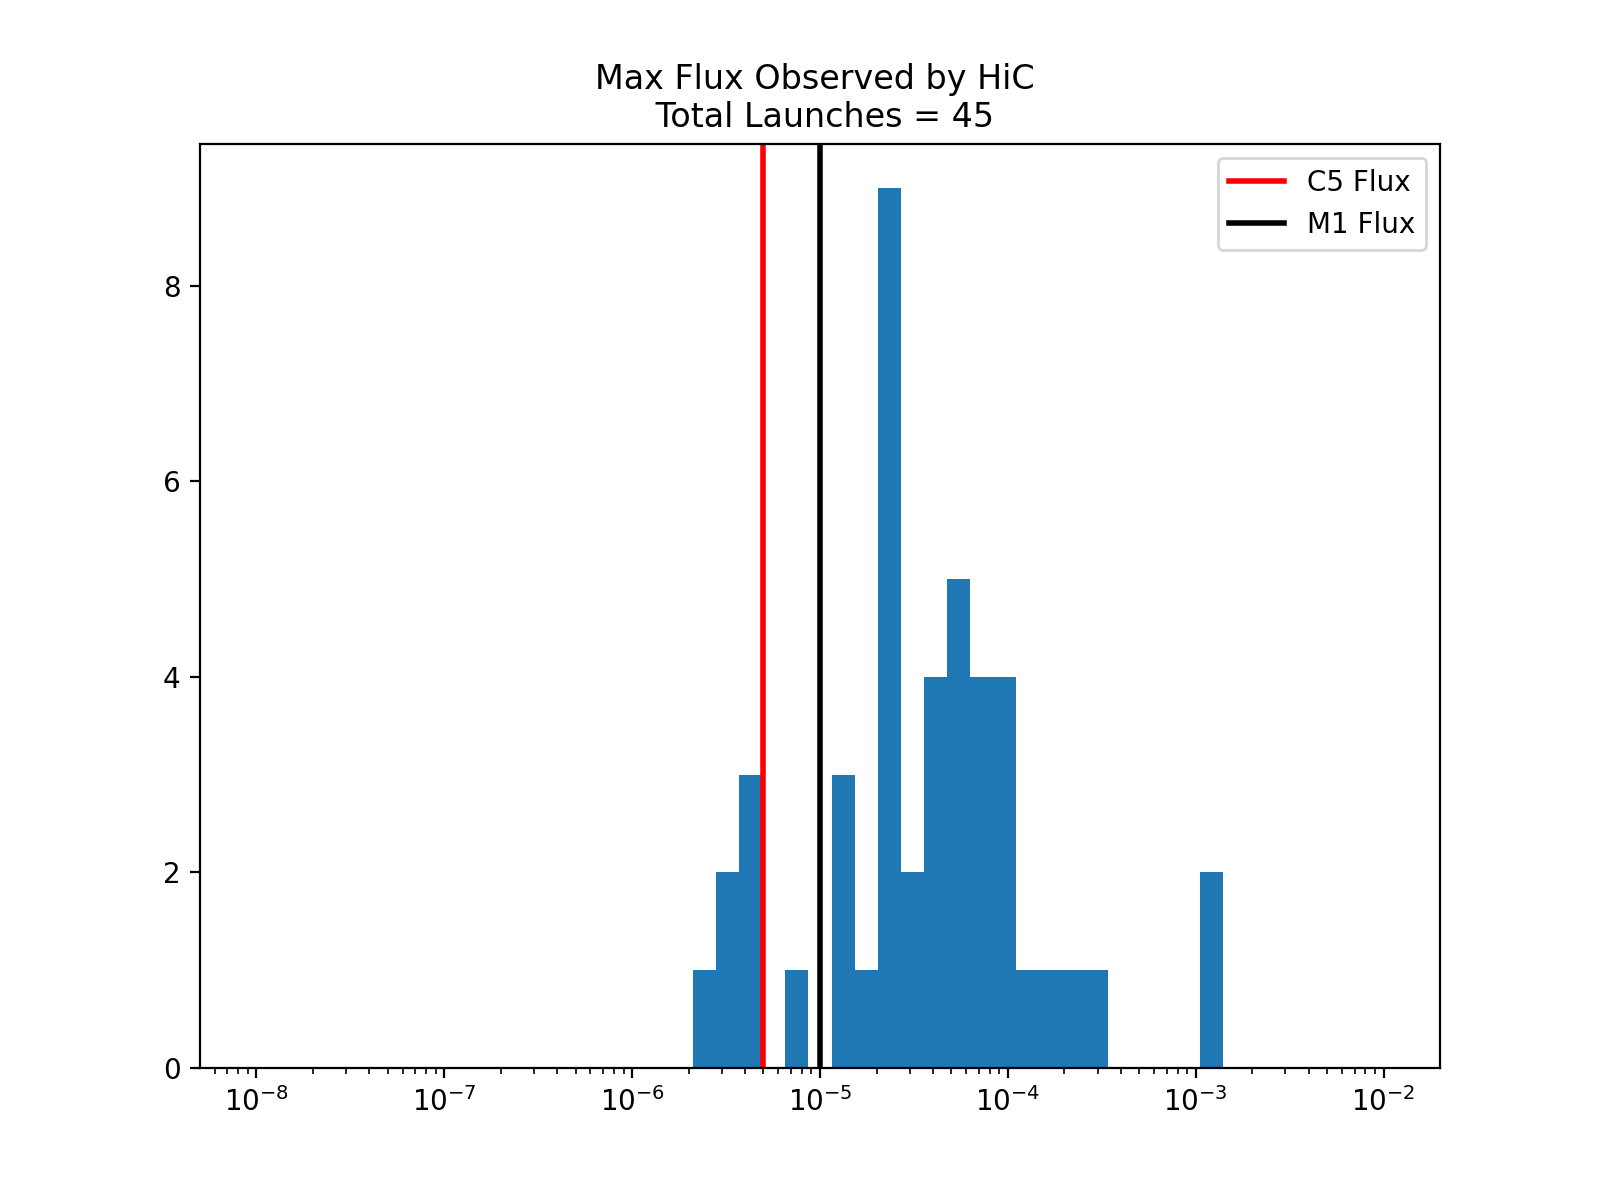 Max Flux Observed by HiC
Total Launches = 45
C5 Flux
M1 Flux
8
6
4
2
0
10⁻⁸ 10⁻⁷ 10⁻⁶ 10⁻⁵ 10⁻⁴ 10⁻³ 10⁻²